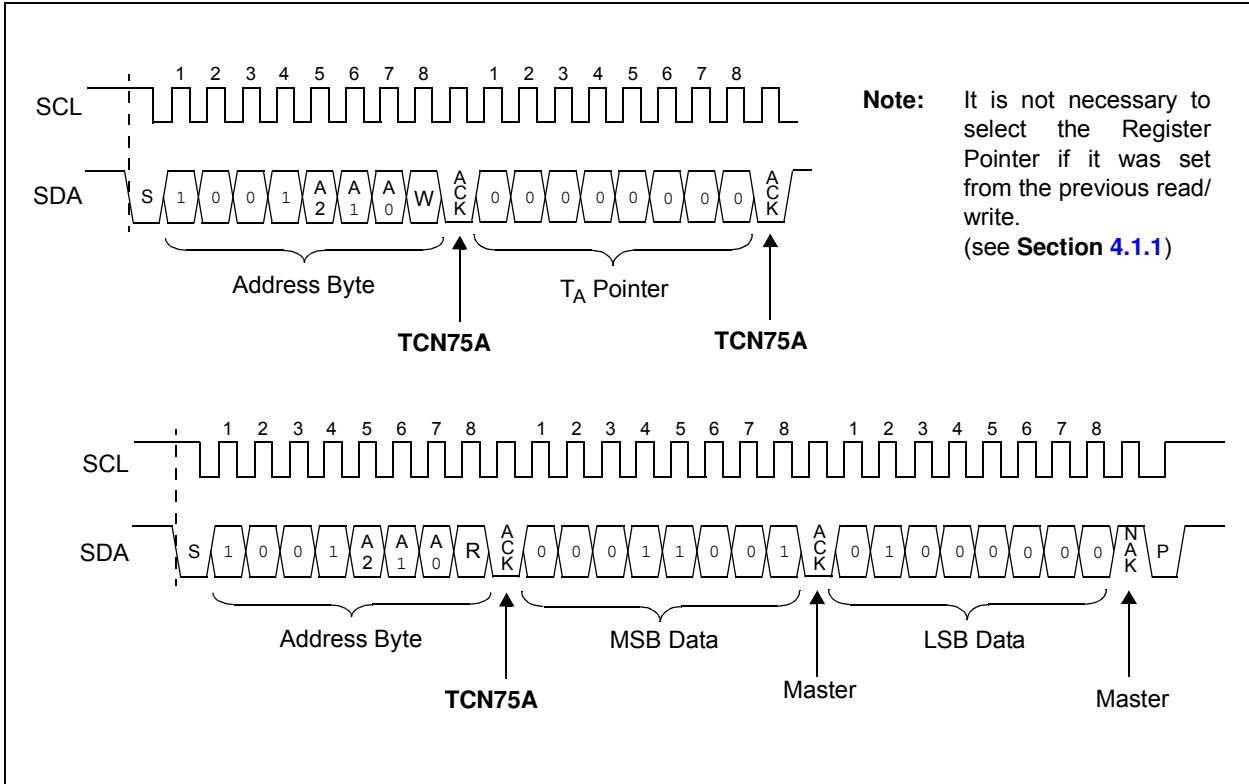 1 2 3 4 5 6 7 8 1 2 3 4 5 6 7 8
SCL
SDA
S 1 0 0 1 A2 A1 A0 W ACK 0 0 0 0 0 0 0 0 ACK
Address Byte
TA Pointer
TCN75A
TCN75A
Note: It is not necessary to
select the Register
Pointer if it was set
from the previous read/
write.
(see Section 4.1.1)
1 2 3 4 5 6 7 8 1 2 3 4 5 6 7 8 1 2 3 4 5 6 7 8
SCL
SDA
S 1 0 0 1 A2 A1 A0 R ACK 0 0 0 1 1 0 0 1 ACK 0 1 0 0 0 0 0 0 NAK P
Address Byte
MSB Data
LSB Data
TCN75A
Master
Master